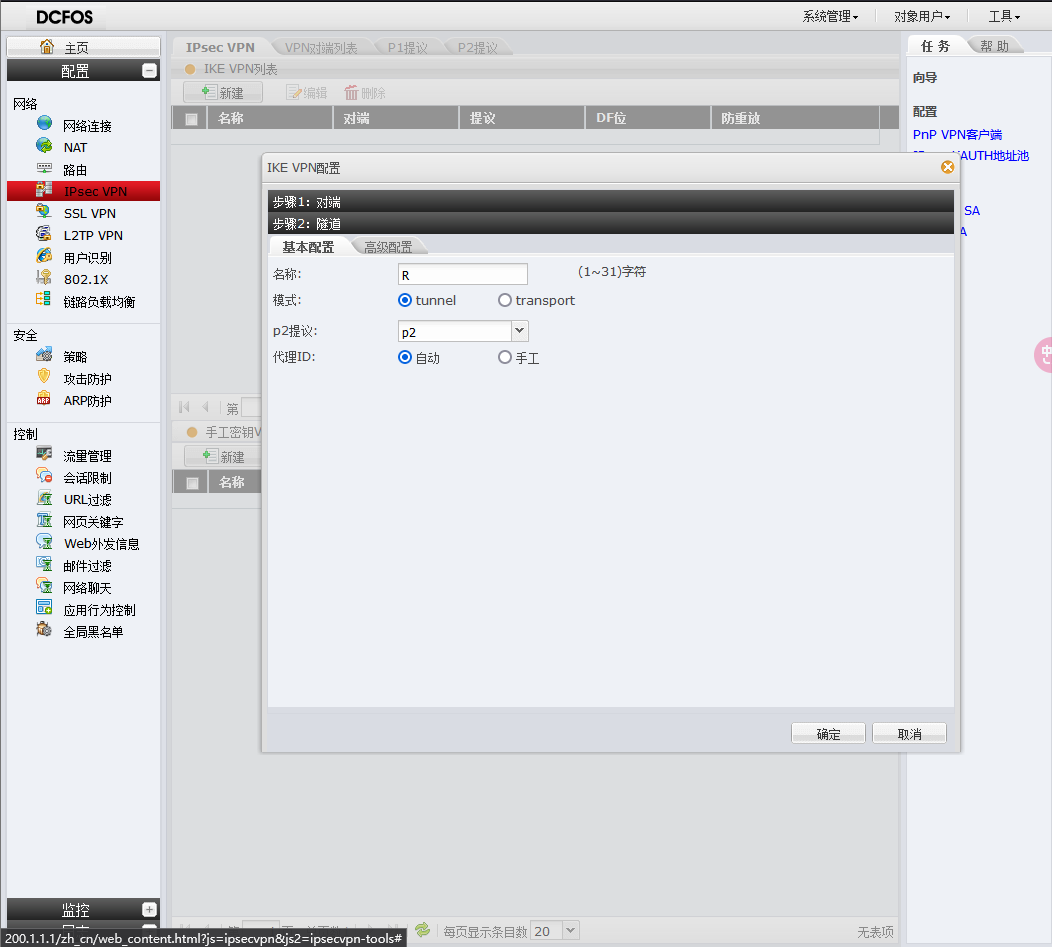 DCFOS
系统管理 对象用户 工具
主页
配置
网络
网络连接
NAT
路由
IPsec VPN
SSL VPN
L2TP VPN
用户识别
802.1X
链路负载均衡
安全
策略
攻击防护
ARP防护
控制
流量管理
会话限制
URL过滤
网页关键字
Web外发信息
邮件过滤
网络聊天
应用行为控制
全局黑名单
监控
IPsec VPN VPN对端列表 P1提议 P2提议
IKE VPN列表
新建 编辑 删除
名称 对端 提议 DF位 防重放
第
手工密钥V
新建
名称
IKE VPN配置
步骤1: 对端
步骤2: 隧道
基本配置 高级配置
名称: R (1~31)字符
模式: tunnel transport
p2提议: p2
代理ID: 自动 手工
确定 取消
每页显示条目数 20 无表项
任务 帮助
向导
配置
PnP VPN客户端
AUTH地址池
SA
A
中
200.1.1.1/zh_cn/web_content.html?js=ipsecvpn&js2=ipsecvpn-tools#